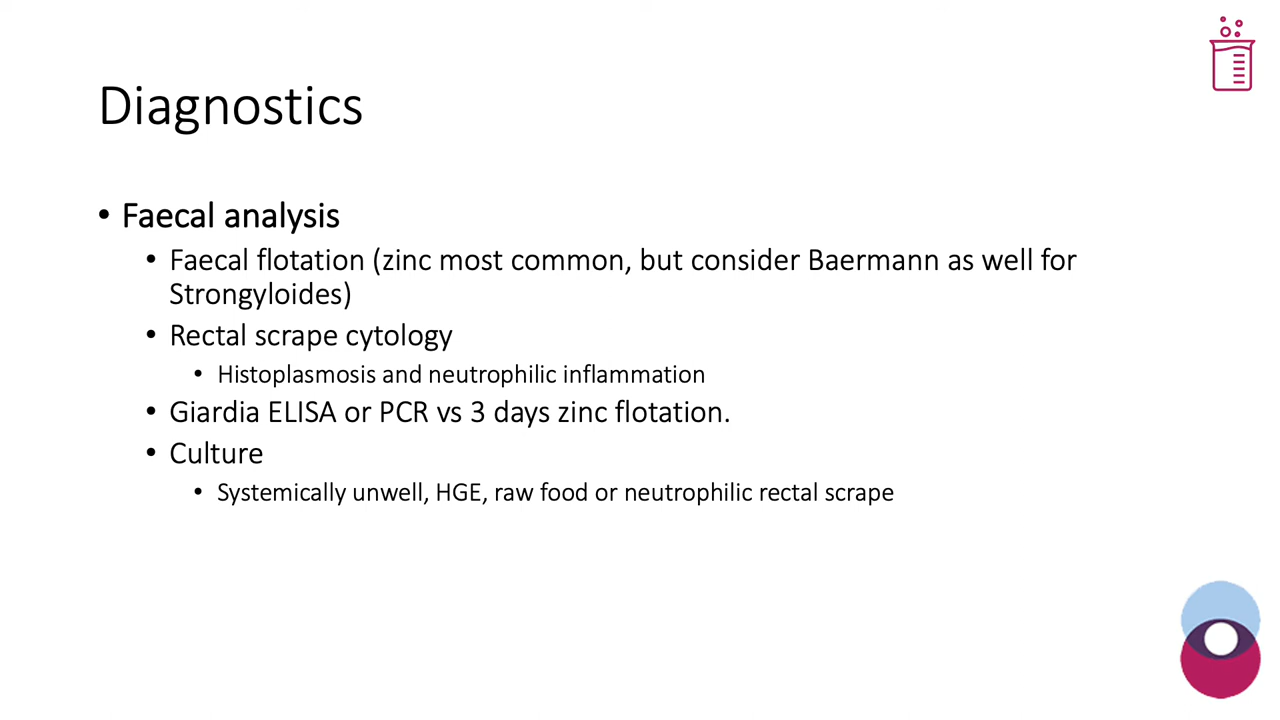 Diagnostics
• Faecal analysis
• Faecal flotation (zinc most common, but consider Baermann as well for
Strongyloides)
• Rectal scrape cytology
• Histoplasmosis and neutrophilic inflammation
• Giardia ELISA or PCR vs 3 days zinc flotation.
• Culture
• Systemically unwell, HGE, raw food or neutrophilic rectal scrape